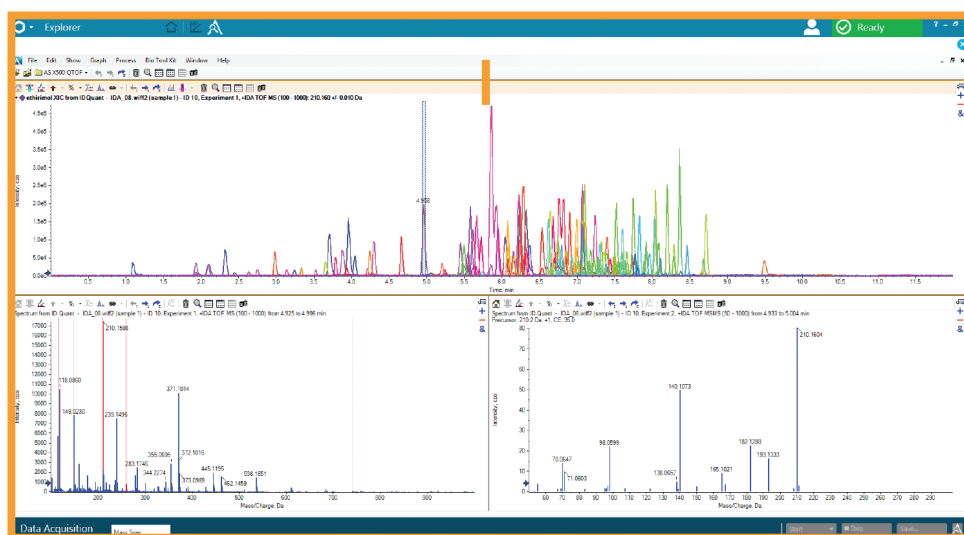 Explorer
Ready
? - ₪ 
File Edit Show Graph Process Bio Tool Kit Window Help
AS X500 QTOF
ethirimol XIC from ID Quant - IDA_08.wiff2 (sample 1) - ID 10, Experiment 1, +IDA TOF MS (100 - 1000): 210.160 +/- 0.010 Da
Intensity, cps
4.5e5
4.0e5
3.5e5
3.0e5
2.5e5
2.0e5
1.5e5
1.0e5
5.0e4
0.0e0
4.958
0.5 1.0 1.5 2.0 2.5 3.0 3.5 4.0 4.5 5.0 5.5 6.0 6.5 7.0 7.5 8.0 8.5 9.0 9.5 10.0 10.5 11.0 11.5
Time, min
Spectrum from ID Quant - IDA_08.wiff2 (sample 1) - ID 10, Experiment 1, +IDA TOF MS (100 - 1000) from 4.925 to 4.996 min
Intensity, cps
17000
16000
15000
14000
13000
12000
11000
10000
9000
8000
7000
6000
5000
4000
3000
2000
1000
0
210.1598
118.0860
149.0230
239.1496
371.1014
283.1746
355.0695
344.2274
372.1016
373.0989
445.1195
462.1459
536.1651
200 300 400 500 600 700 800 900
Mass/Charge, Da
Spectrum from ID Quant - IDA_08.wiff2 (sample 1) - ID 10, Experiment 2, +IDA TOF MSMS (50 - 1000) from 4.933 to 5.004 min
Precursor: 210.2 Da, +1, CE: 35.0
Intensity, cps
80
70
60
50
40
30
20
10
0
210.1604
140.1073
98.0599
182.1288
193.1333
70.0647
71.0603
138.0657
165.1021
60 70 80 90 100 110 120 130 140 150 160 170 180 190 200 210 220 230 240 250 260 270 280 290
Mass/Charge, Da
Data Acquisition
Mass Spec
Start
Stop
Save...